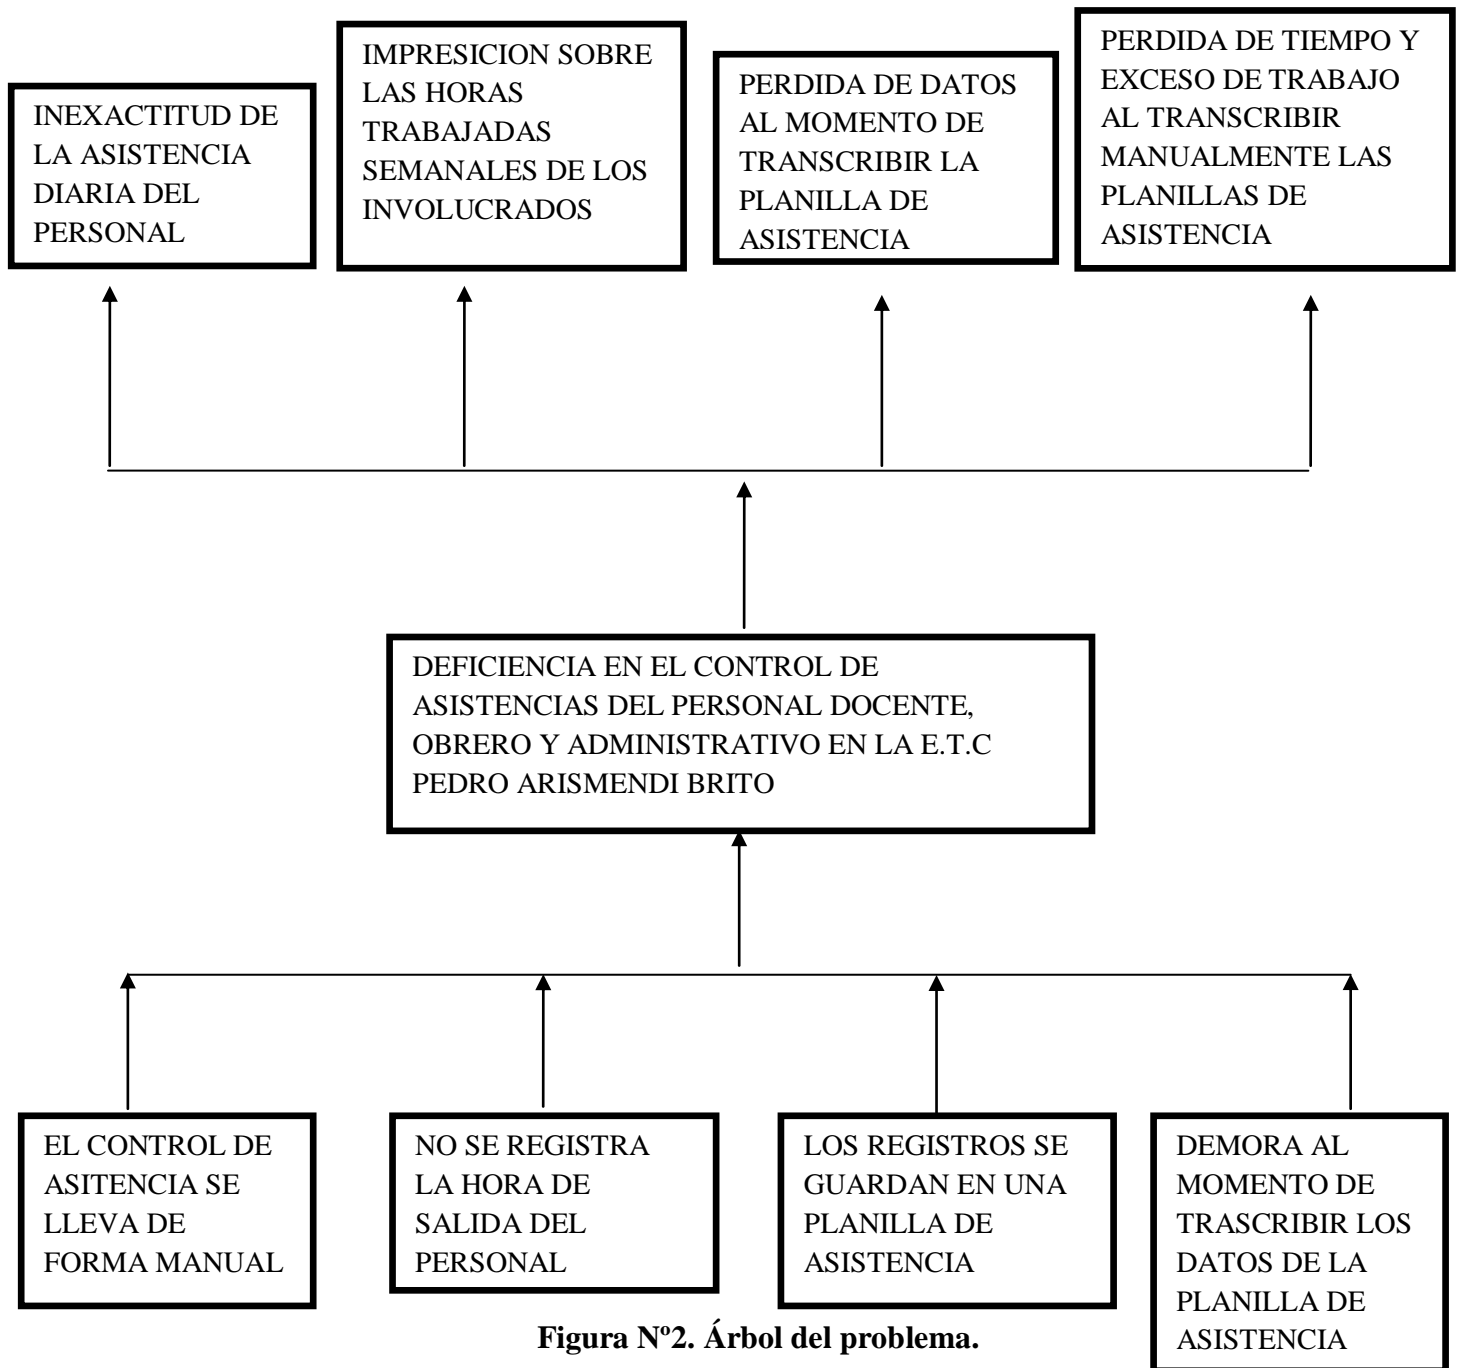 INEXACTITUD DE
LA ASISTENCIA
DIARIA DEL
PERSONAL
IMPRESICION SOBRE
LAS HORAS
TRABAJADAS
SEMANALES DE LOS
INVOLUCRADOS
PERDIDA DE DATOS
AL MOMENTO DE
TRANSCRIBIR LA
PLANILLA DE
ASISTENCIA
PERDIDA DE TIEMPO Y
EXCESO DE TRABAJO
AL TRANSCRIBIR
MANUALMENTE LAS
PLANILLAS DE
ASISTENCIA
DEFICIENCIA EN EL CONTROL DE
ASISTENCIAS DEL PERSONAL DOCENTE,
OBRERO Y ADMINISTRATIVO EN LA E.T.C
PEDRO ARISMENDI BRITO
EL CONTROL DE
ASITENCIA SE
LLEVA DE
FORMA MANUAL
NO SE REGISTRA
LA HORA DE
SALIDA DEL
PERSONAL
LOS REGISTROS SE
GUARDAN EN UNA
PLANILLA DE
ASISTENCIA
DEMORA AL
MOMENTO DE
TRASCRIBIR LOS
DATOS DE LA
PLANILLA DE
ASISTENCIA
Figura Nº2. Árbol del problema.